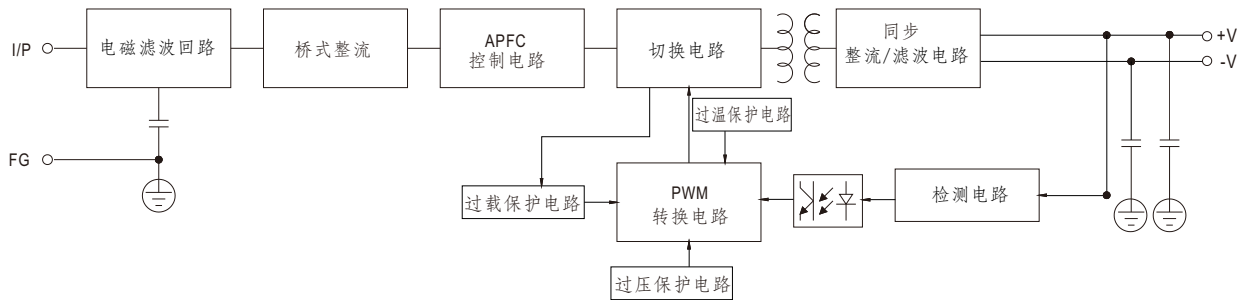 I/P
电磁滤波回路
桥式整流
APFC
控制电路
切换电路
同步
整流/滤波电路
+V
-V
过温保护电路
FG
过载保护电路
PWM
转换电路
检测电路
过压保护电路